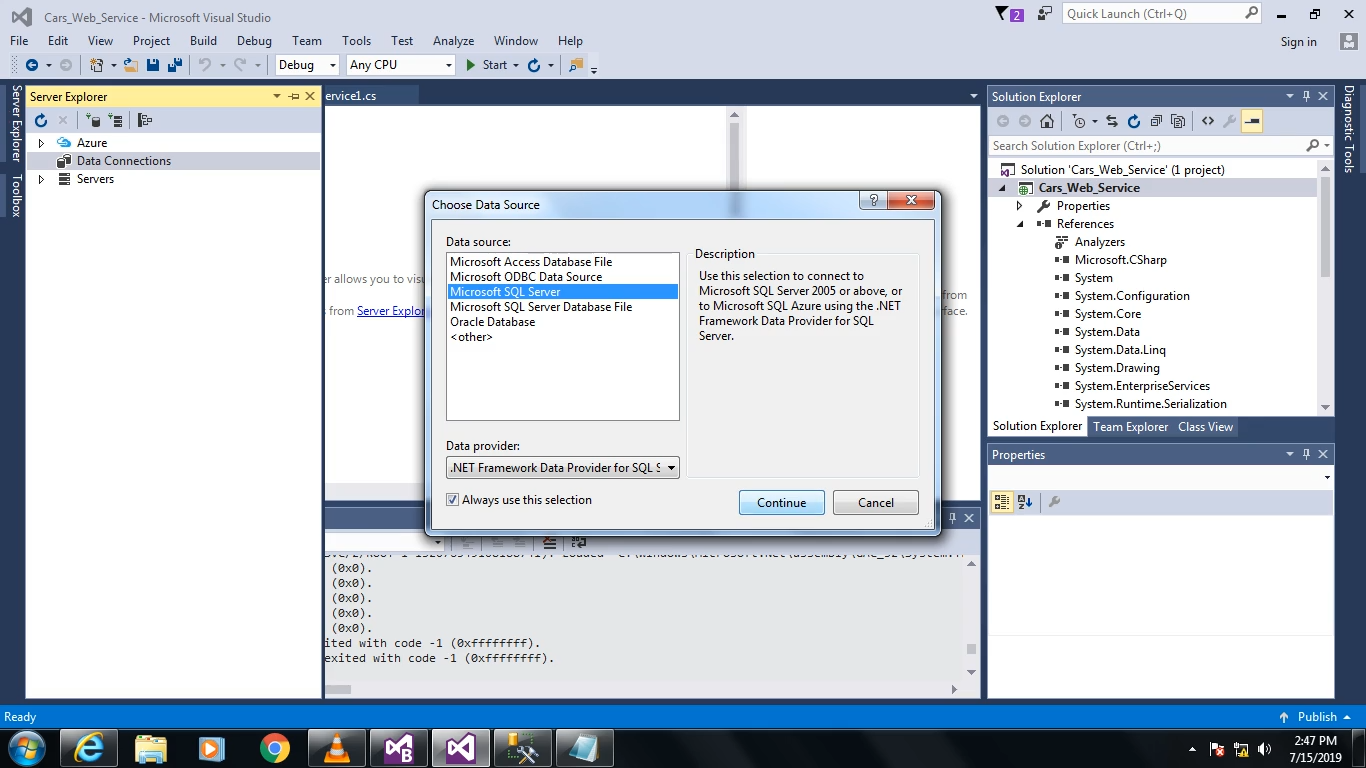 Cars_Web_Service - Microsoft Visual Studio
2
Quick Launch (Ctrl+Q)
File Edit View Project Build Debug Team Tools Test Analyze Window Help
Sign in
Debug
Any CPU
Start
Server Explorer
Toolbox
Server Explorer
Azure
Data Connections
Servers
ervice1.cs
er allows you to visu
s from Server Explor
from
face.
Choose Data Source
Data source:
Microsoft Access Database File
Microsoft ODBC Data Source
Microsoft SQL Server
Microsoft SQL Server Database File
Oracle Database
<other>
Data provider:
.NET Framework Data Provider for SQL S
Always use this selection
Description
Use this selection to connect to
Microsoft SQL Server 2005 or above, or
to Microsoft SQL Azure using the .NET
Framework Data Provider for SQL
Server.
Continue
Cancel
(0x0).
(0x0).
(0x0).
(0x0).
(0x0).
ited with code -1 (0xffffffff).
exited with code -1 (0xffffffff).
Solution Explorer
Search Solution Explorer (Ctrl+;)
Solution 'Cars_Web_Service' (1 project)
Cars_Web_Service
Properties
References
Analyzers
Microsoft.CSharp
System
System.Configuration
System.Core
System.Data
System.Data.Linq
System.Drawing
System.EnterpriseServices
System.Runtime.Serialization
Solution Explorer Team Explorer Class View
Properties
Diagnostic Tools
Ready
Publish
2:47 PM
7/15/2019